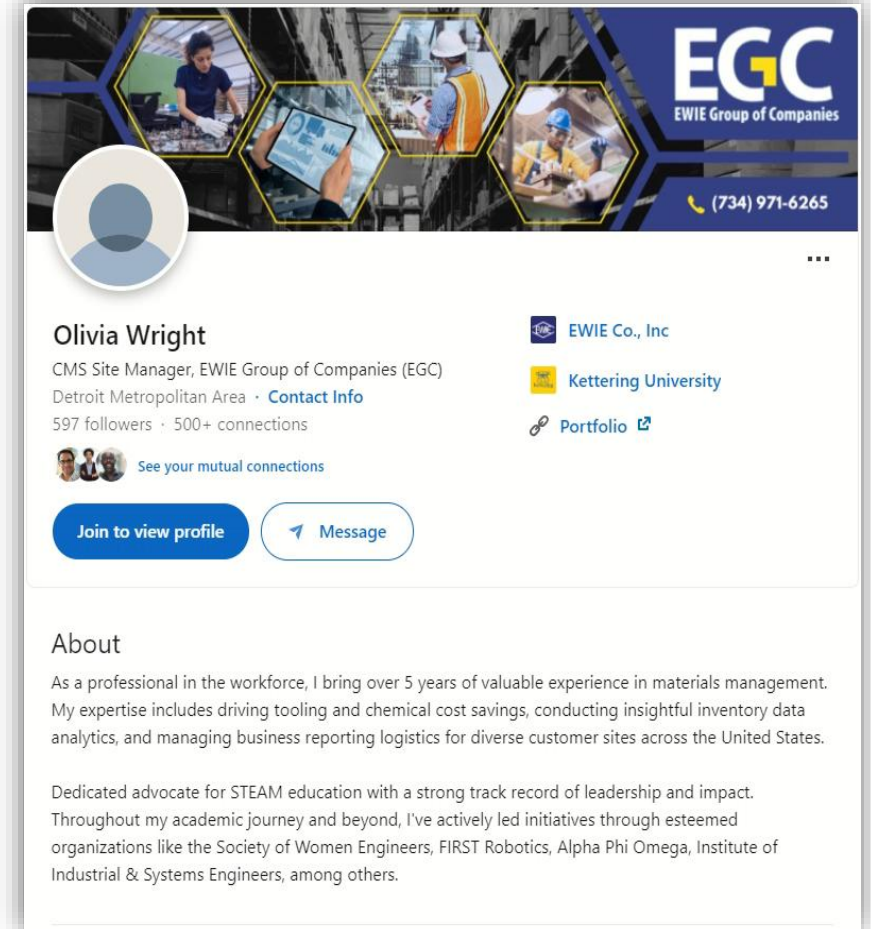 EGC
EWIE Group of Companies
(734) 971-6265
Olivia Wright
CMS Site Manager, EWIE Group of Companies (EGC)
Detroit Metropolitan Area · Contact Info
597 followers · 500+ connections
See your mutual connections
Join to view profile
Message
EWIE Co., Inc
Kettering University
Portfolio
About
As a professional in the workforce, I bring over 5 years of valuable experience in materials management.
My expertise includes driving tooling and chemical cost savings, conducting insightful inventory data
analytics, and managing business reporting logistics for diverse customer sites across the United States.
Dedicated advocate for STEAM education with a strong track record of leadership and impact.
Throughout my academic journey and beyond, I've actively led initiatives through esteemed
organizations like the Society of Women Engineers, FIRST Robotics, Alpha Phi Omega, Institute of
Industrial & Systems Engineers, among others.